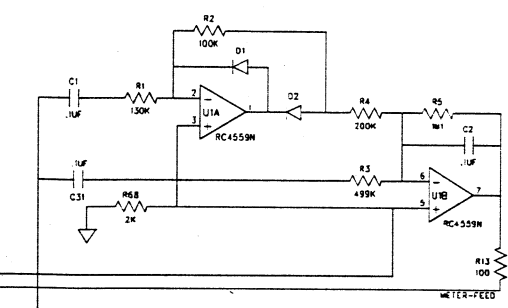 R2
100K
D1
C1
.1UF
R1
130K
2
U1A
1
3
RC4559N
D2
R4
200K
R5
1M1
C2
.1UF
.1UF
C31
R3
499K
6
U1B
7
5
RC4559N
R68
2K
R13
100
METER-FEED